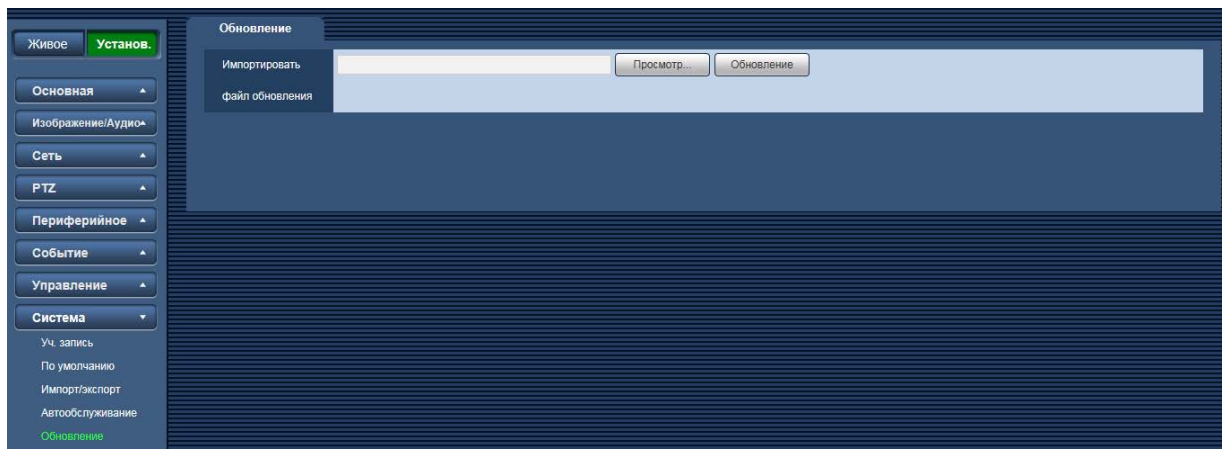 Обновление
Живое Установ.
Импортировать Просмотр... Обновление
файл обновления
Основная
Изображение/Аудио
Сеть
PTZ
Периферийное
Событие
Управление
Система
Уч. запись
По умолчанию
Импорт/экспорт
Автообслуживание
Обновление